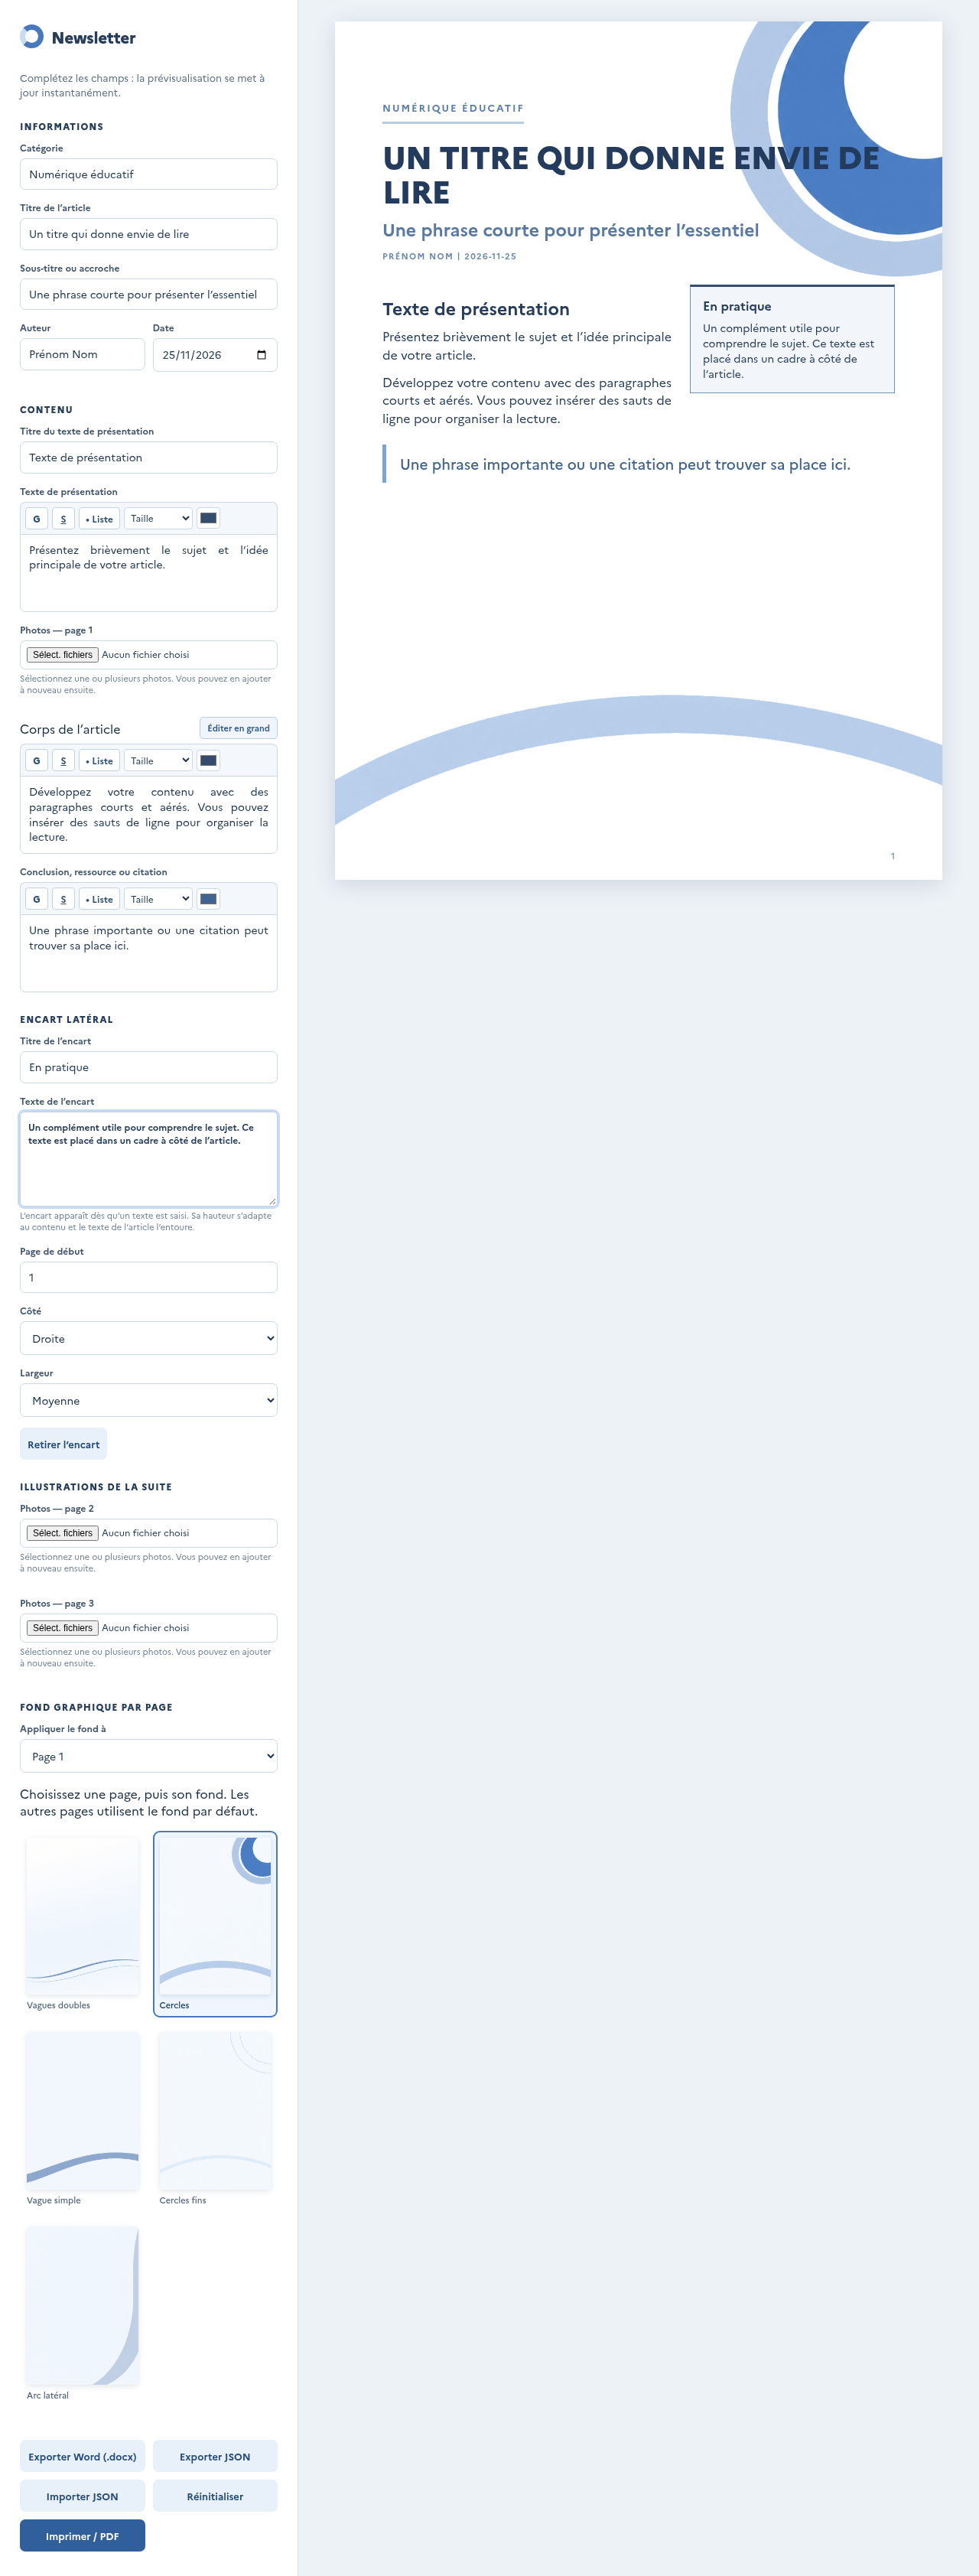 Newsletter
Complétez les champs : la prévisualisation se met à
jour instantanément.
INFORMATIONS
Catégorie
Numérique éducatif
Titre de l’article
Un titre qui donne envie de lire
Sous-titre ou accroche
Une phrase courte pour présenter l’essentiel
Auteur
Date
Prénom Nom
25/11/2026
CONTENU
Titre du texte de présentation
Texte de présentation
Texte de présentation
G S • Liste Taille
Présentez brièvement le sujet et l’idée
principale de votre article.
Photos — page 1
Sélect. fichiers Aucun fichier choisi
Sélectionnez une ou plusieurs photos. Vous pouvez en ajouter
à nouveau ensuite.
Corps de l’article
Éditer en grand
G S • Liste Taille
Développez votre contenu avec des
paragraphes courts et aérés. Vous pouvez
insérer des sauts de ligne pour organiser la
lecture.
Conclusion, ressource ou citation
G S • Liste Taille
Une phrase importante ou une citation peut
trouver sa place ici.
ENCART LATÉRAL
Titre de l’encart
En pratique
Texte de l’encart
Un complément utile pour comprendre le sujet. Ce
texte est placé dans un cadre à côté de l’article.
L’encart apparaît dès qu’un texte est saisi. Sa hauteur s’adapte
au contenu et le texte de l’article l’entoure.
Page de début
1
Côté
Droite
Largeur
Moyenne
Retirer l’encart
ILLUSTRATIONS DE LA SUITE
Photos — page 2
Sélect. fichiers Aucun fichier choisi
Sélectionnez une ou plusieurs photos. Vous pouvez en ajouter
à nouveau ensuite.
Photos — page 3
Sélect. fichiers Aucun fichier choisi
Sélectionnez une ou plusieurs photos. Vous pouvez en ajouter
à nouveau ensuite.
FOND GRAPHIQUE PAR PAGE
Appliquer le fond à
Page 1
Choisissez une page, puis son fond. Les
autres pages utilisent le fond par défaut.
Vagues doubles
Cercles
Vague simple
Cercles fins
Arc latéral
Exporter Word (.docx)
Exporter JSON
Importer JSON
Réinitialiser
Imprimer / PDF
NUMÉRIQUE ÉDUCATIF
UN TITRE QUI DONNE ENVIE DE
LIRE
Une phrase courte pour présenter l’essentiel
PRÉNOM NOM | 2026-11-25
Texte de présentation
Présentez brièvement le sujet et l’idée principale
de votre article.
Développez votre contenu avec des paragraphes
courts et aérés. Vous pouvez insérer des sauts de
ligne pour organiser la lecture.
En pratique
Un complément utile pour
comprendre le sujet. Ce texte est
placé dans un cadre à côté de
l’article.
Une phrase importante ou une citation peut trouver sa place ici.
1